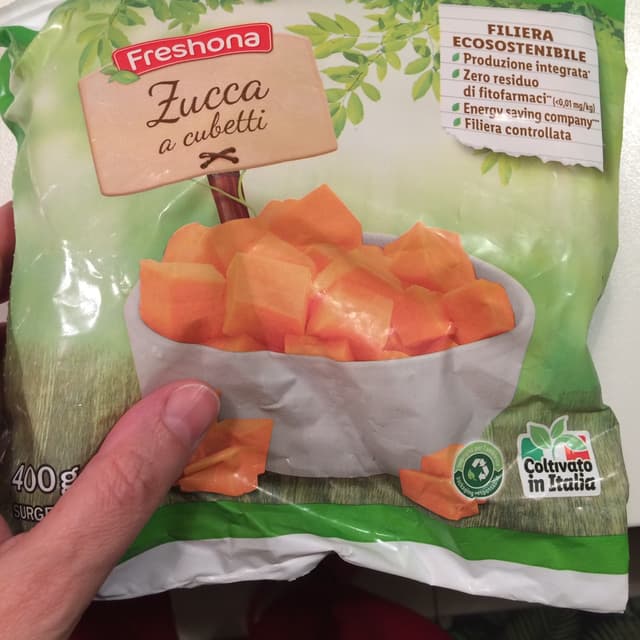 Freshona
Zucca
a cubetti
FILIERA
ECOSOSTENIBILE
Produzione integrata*
Zero residuo
di fitofarmaci** (<0,01 mg/kg)
Energy saving company***
Filiera controllata
400 g
SURGE
Coltivato
in Italia